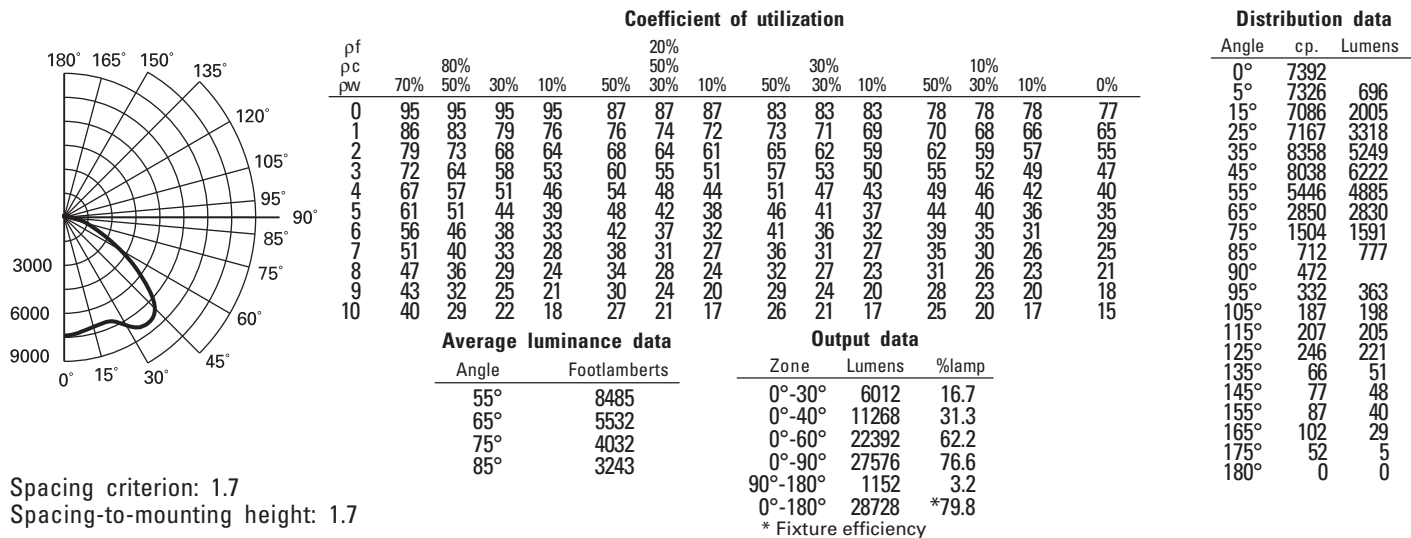 180˚ 165˚ 150˚
135˚
120˚
105˚
95˚
90˚
85˚
75˚
60˚
45˚
30˚
15˚
0˚
3000
6000
9000
Coefficient of utilization
ρf 20%
ρc 80% 50% 30% 10%
ρw 70% 50% 30% 10% 50% 30% 10% 50% 30% 10% 50% 30% 10% 0%
0 95 95 95 95 87 87 87 83 83 83 78 78 78 77
1 86 83 79 76 76 74 72 73 71 69 70 68 66 65
2 79 73 68 64 68 64 61 65 62 59 62 59 57 55
3 72 64 58 53 60 55 51 57 53 50 55 52 49 47
4 67 57 51 46 54 48 44 51 47 43 49 46 42 40
5 61 51 44 39 48 42 38 46 41 37 44 40 36 35
6 56 46 38 33 42 37 32 41 36 32 39 35 31 29
7 51 40 33 28 38 31 27 36 31 27 35 30 26 25
8 47 36 29 24 34 28 24 32 27 23 31 26 23 21
9 43 32 25 21 30 24 20 29 24 20 28 23 20 18
10 40 29 22 18 27 21 17 26 21 17 25 20 17 15
Average luminance data
Angle Footlamberts
55° 8485
65° 5532
75° 4032
85° 3243
Output data
Zone Lumens %lamp
0°-30° 6012 16.7
0°-40° 11268 31.3
0°-60° 22392 62.2
0°-90° 27576 76.6
90°-180° 1152 3.2
0°-180° 28728 *79.8
* Fixture efficiency
Distribution data
Angle cp. Lumens
0° 7392
5° 7326 696
15° 7086 2005
25° 7167 3318
35° 8358 5249
45° 8038 6222
55° 5446 4885
65° 2850 2830
75° 1504 1591
85° 712 777
90° 472
95° 332 363
105° 187 198
115° 207 205
125° 246 221
135° 66 51
145° 77 48
155° 87 40
165° 102 29
175° 52 5
180° 0 0
Spacing criterion: 1.7
Spacing-to-mounting height: 1.7